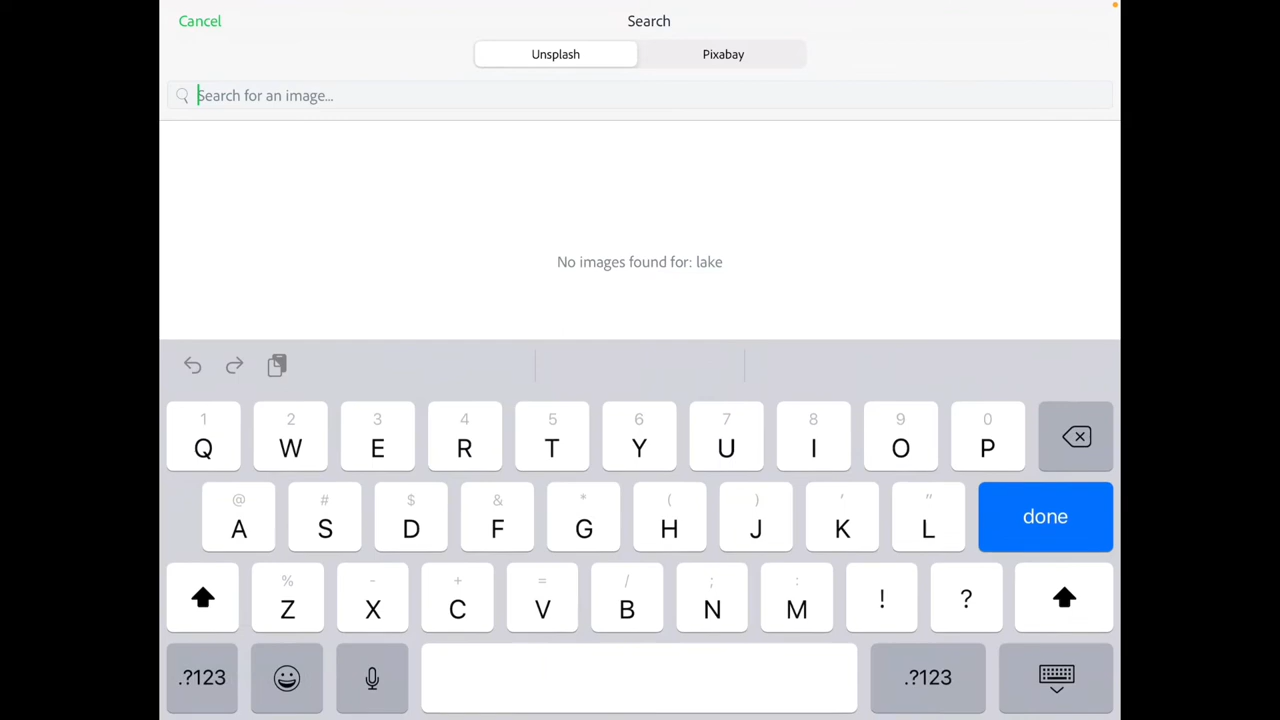 Cancel
Search
Unsplash
Pixabay
Search for an image...
No images found for: lake
1 2 3 4 5 6 7 8 9 0
Q W E R T Y U I O P
@ # $ & * ( ) ' "
A S D F G H J K L done
% - + = / ; :
Z X C V B N M ! ?
.?123 .?123